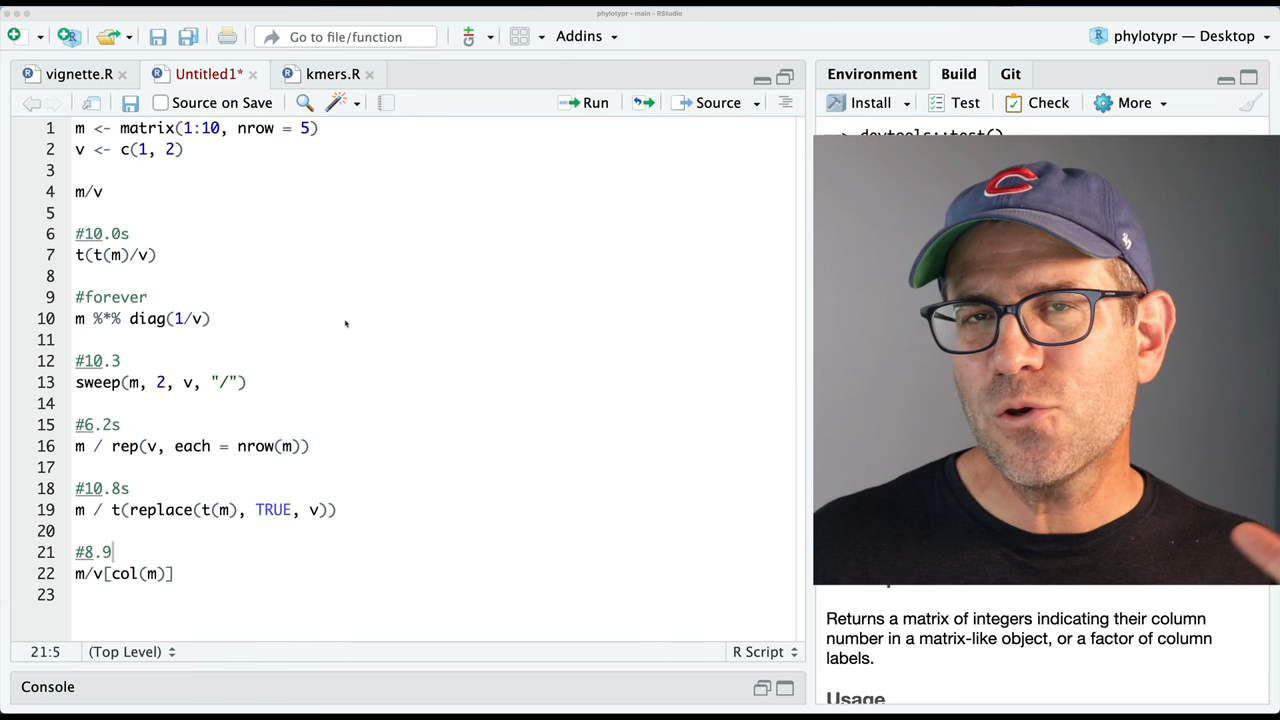 phylotypr - main - RStudio
Go to file/function
Addins
phylotypr — Desktop
vignette.R
Untitled1*
kmers.R
Environment
Build
Git
Source on Save
Run
Source
Install
Test
Check
More
1 m <- matrix(1:10, nrow = 5)
2 v <- c(1, 2)
3
4 m/v
5
6 #10.0s
7 t(t(m)/v)
8
9 #forever
10 m %*% diag(1/v)
11
12 #10.3
13 sweep(m, 2, v, "/")
14
15 #6.2s
16 m / rep(v, each = nrow(m))
17
18 #10.8s
19 m / t(replace(t(m), TRUE, v))
20
21 #8.9
22 m/v[col(m)]
23
21:5
(Top Level)
R Script
Console
devtools::test()
C
Returns a matrix of integers indicating their column
number in a matrix-like object, or a factor of column
labels.
Usage